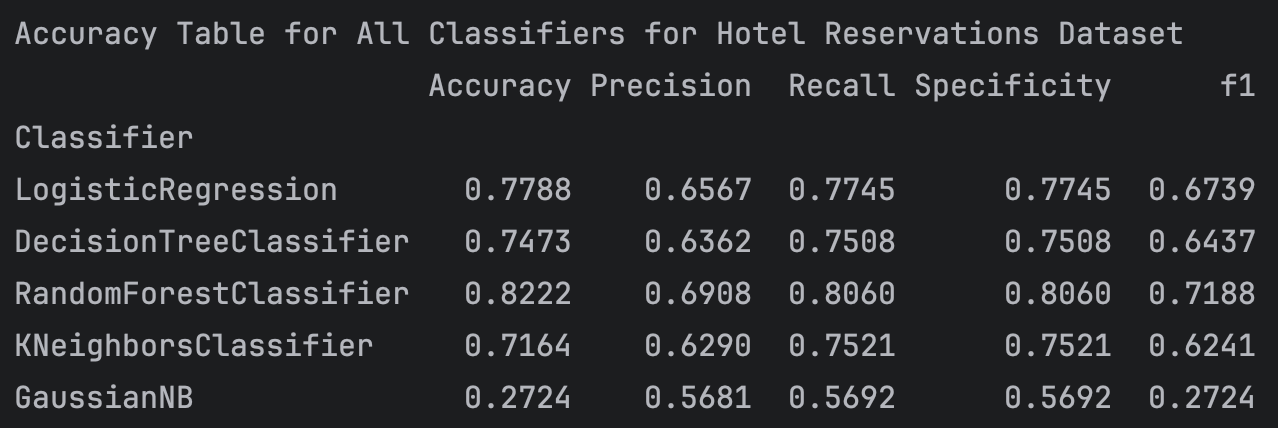 Accuracy Table for All Classifiers for Hotel Reservations Dataset
Accuracy Precision Recall Specificity f1
Classifier
LogisticRegression 0.7788 0.6567 0.7745 0.7745 0.6739
DecisionTreeClassifier 0.7473 0.6362 0.7508 0.7508 0.6437
RandomForestClassifier 0.8222 0.6908 0.8060 0.8060 0.7188
KNeighborsClassifier 0.7164 0.6290 0.7521 0.7521 0.6241
GaussianNB 0.2724 0.5681 0.5692 0.5692 0.2724